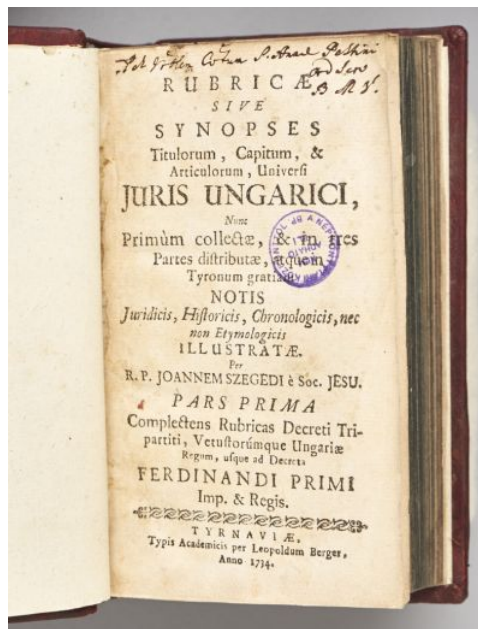 RUBRICÆ
SIVE
SYNOPSES
Titulorum, Capitum, &
Articulorum, Universi
JURIS UNGARICI,
Nunc
Primùm collectæ, & in tres
Partes distributæ, atque in
Tyronum gratiam
NOTIS
Juridicis, Historicis, Chronologicis, nec
non Etymologicis
ILLUSTRATÆ.
Per
R. P. JOANNEM SZEGEDI è Soc. JESU.
PARS PRIMA
Complectens Rubricas Decreti Tri-
partiti, Vetustorúmque Ungariæ
Regum, usque ad Decreta
FERDINANDI PRIMI
Imp. & Regis.
TYRNAVIÆ,
Typis Academicis per Leopoldum Berger,
Anno 1734.